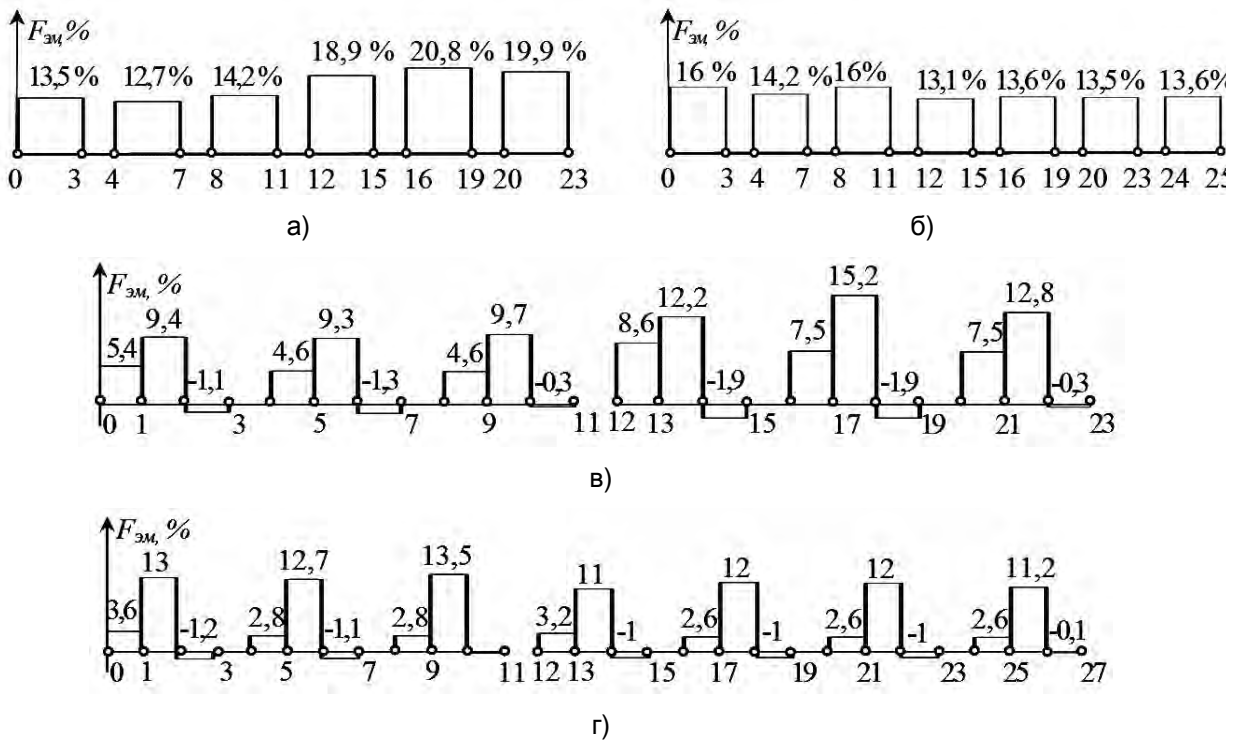 Fэм,%
13,5 % 12,7 % 14,2 % 18,9 % 20,8 % 19,9 %
0 3 4 7 8 11 12 15 16 19 20 23
а)
Fэм,%
16 % 14,2 % 16% 13,1 % 13,6 % 13,5 % 13,6%
0 3 4 7 8 11 12 15 16 19 20 23 24
б)
Fэм, %
5,4 9,4 -1,1 4,6 9,3 -1,3 4,6 9,7 -0,3 8,6 12,2 -1,9 7,5 15,2 -1,9 7,5 12,8 -0,3
0 1 3 5 7 9 11 12 13 15 17 19 21 23
в)
Fэм, %
3,6 13 -1,2 2,8 12,7 -1,1 2,8 13,5 3,2 11 -1 2,6 12 -1 2,6 12 -1 2,6 11,2 -0,1
0 1 3 5 7 9 11 12 13 15 17 19 21 23 25 27
г)